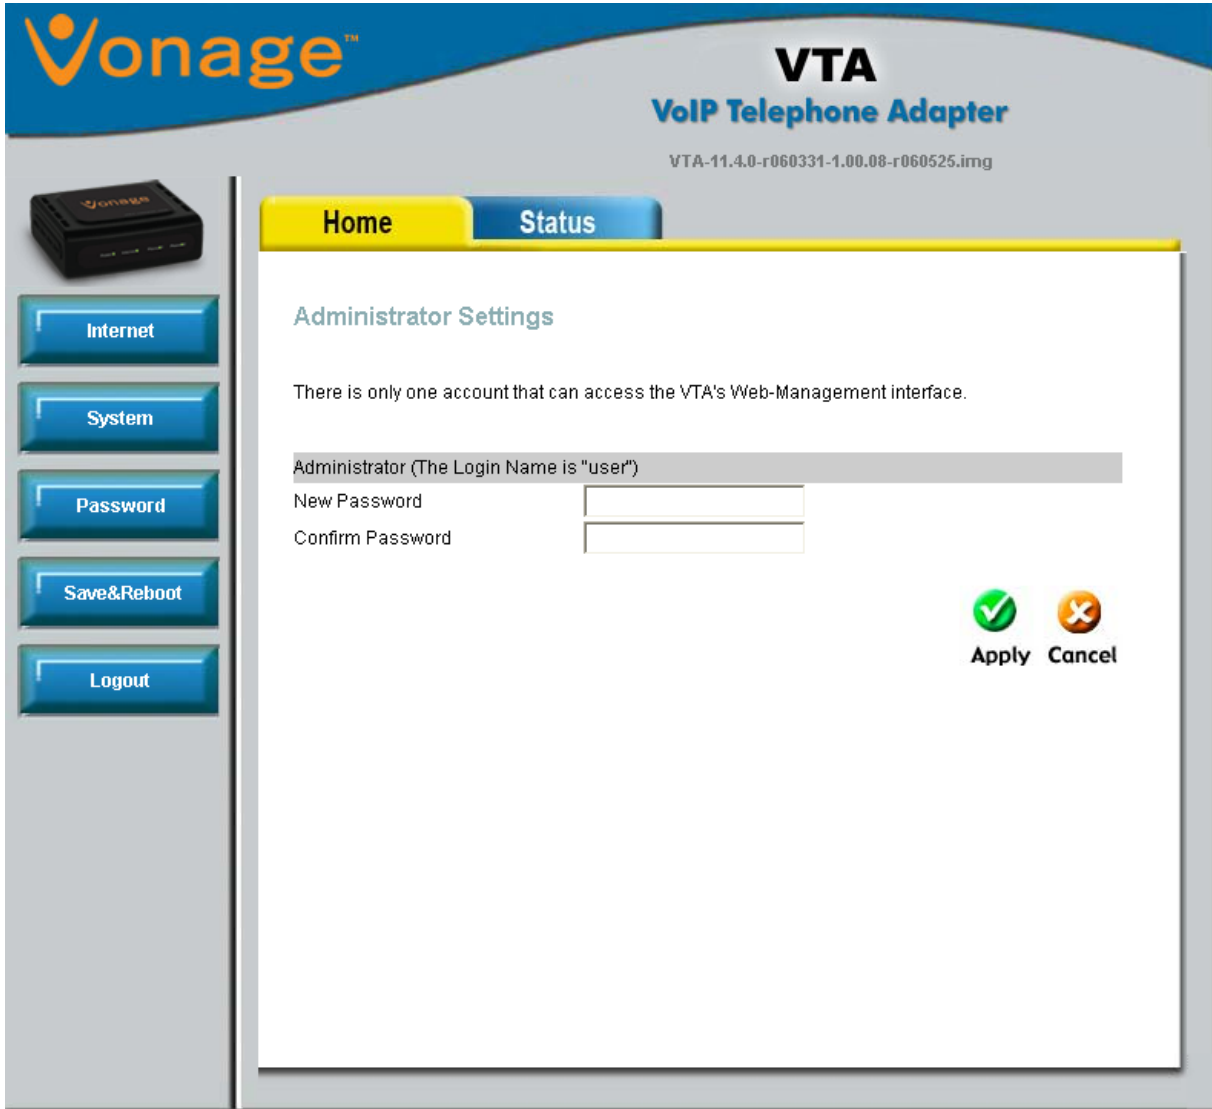 Vonage™
VTA
VoIP Telephone Adapter
VTA-11.4.0-r060331-1.00.08-r060525.img
Vonage
Home
Status
Internet
System
Password
Save&Reboot
Logout
Administrator Settings
There is only one account that can access the VTA's Web-Management interface.
Administrator (The Login Name is "user")
New Password
Confirm Password
Apply
Cancel